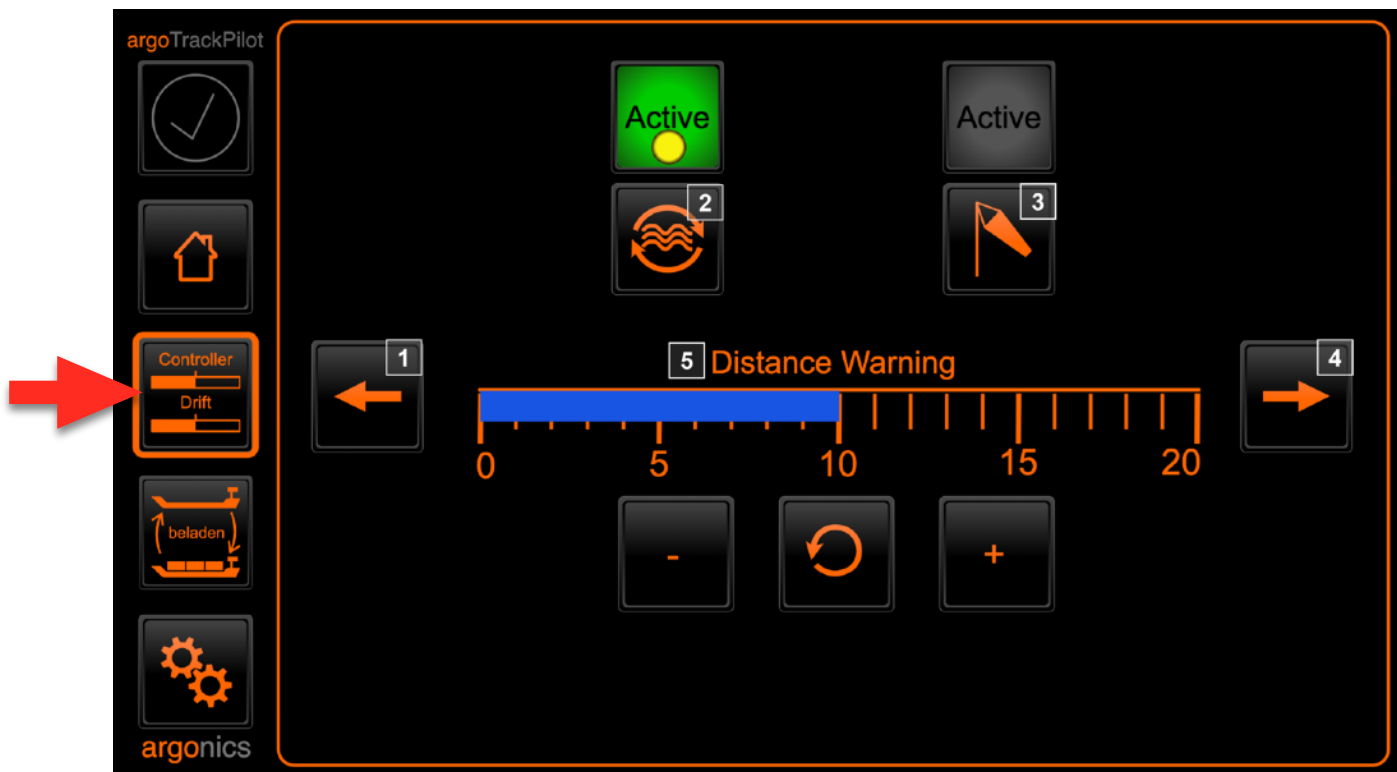 argoTrackPilot
Active
Active
2
3
Controller
Drift
1
5 Distance Warning
4
0 5 10 15 20
beladen
- +
argonics